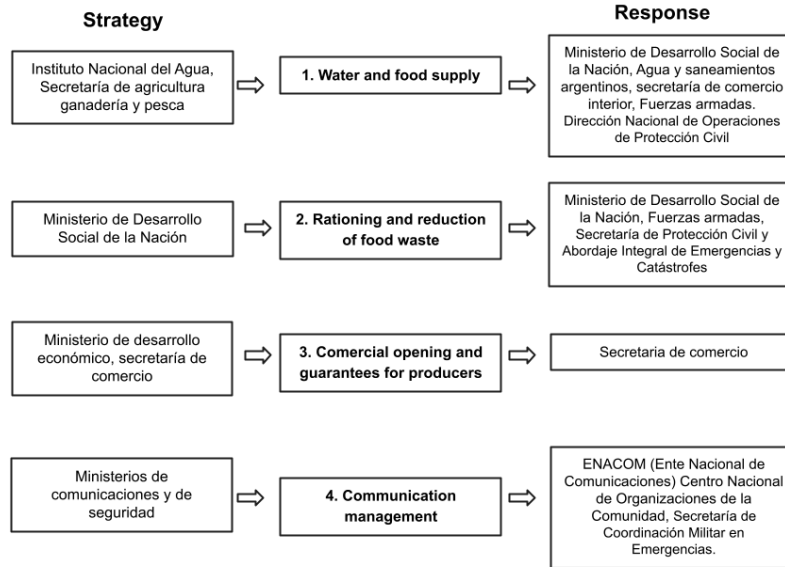 Strategy
Response
Instituto Nacional del Agua,
Secretaría de agricultura
ganadería y pesca
1. Water and food supply
Ministerio de Desarrollo Social de
la Nación, Agua y saneamientos
argentinos, secretaría de comercio
interior, Fuerzas armadas.
Dirección Nacional de Operaciones
de Protección Civil
Ministerio de Desarrollo
Social de la Nación
2. Rationing and reduction
of food waste
Ministerio de Desarrollo Social de
la Nación, Fuerzas armadas,
Secretaría de Protección Civil y
Abordaje Integral de Emergencias y
Catástrofes
Ministerio de desarrollo
económico, secretaría de
comercio
3. Comercial opening and
guarantees for producers
Secretaria de comercio
Ministerios de
comunicaciones y de
seguridad
4. Communication
management
ENACOM (Ente Nacional de
Comunicaciones) Centro Nacional
de Organizaciones de la
Comunidad, Secretaría de
Coordinación Militar en
Emergencias.